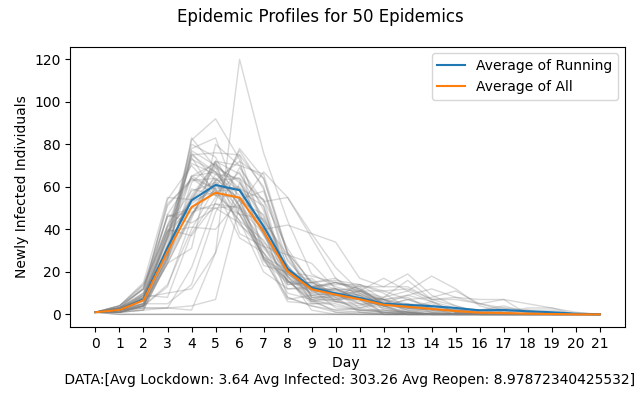 Epidemic Profiles for 50 Epidemics
Average of Running
Average of All
Newly Infected Individuals
120
100
80
60
40
20
0
0 1 2 3 4 5 6 7 8 9 10 11 12 13 14 15 16 17 18 19 20 21
Day
DATA:[Avg Lockdown: 3.64 Avg Infected: 303.26 Avg Reopen: 8.97872340425532]